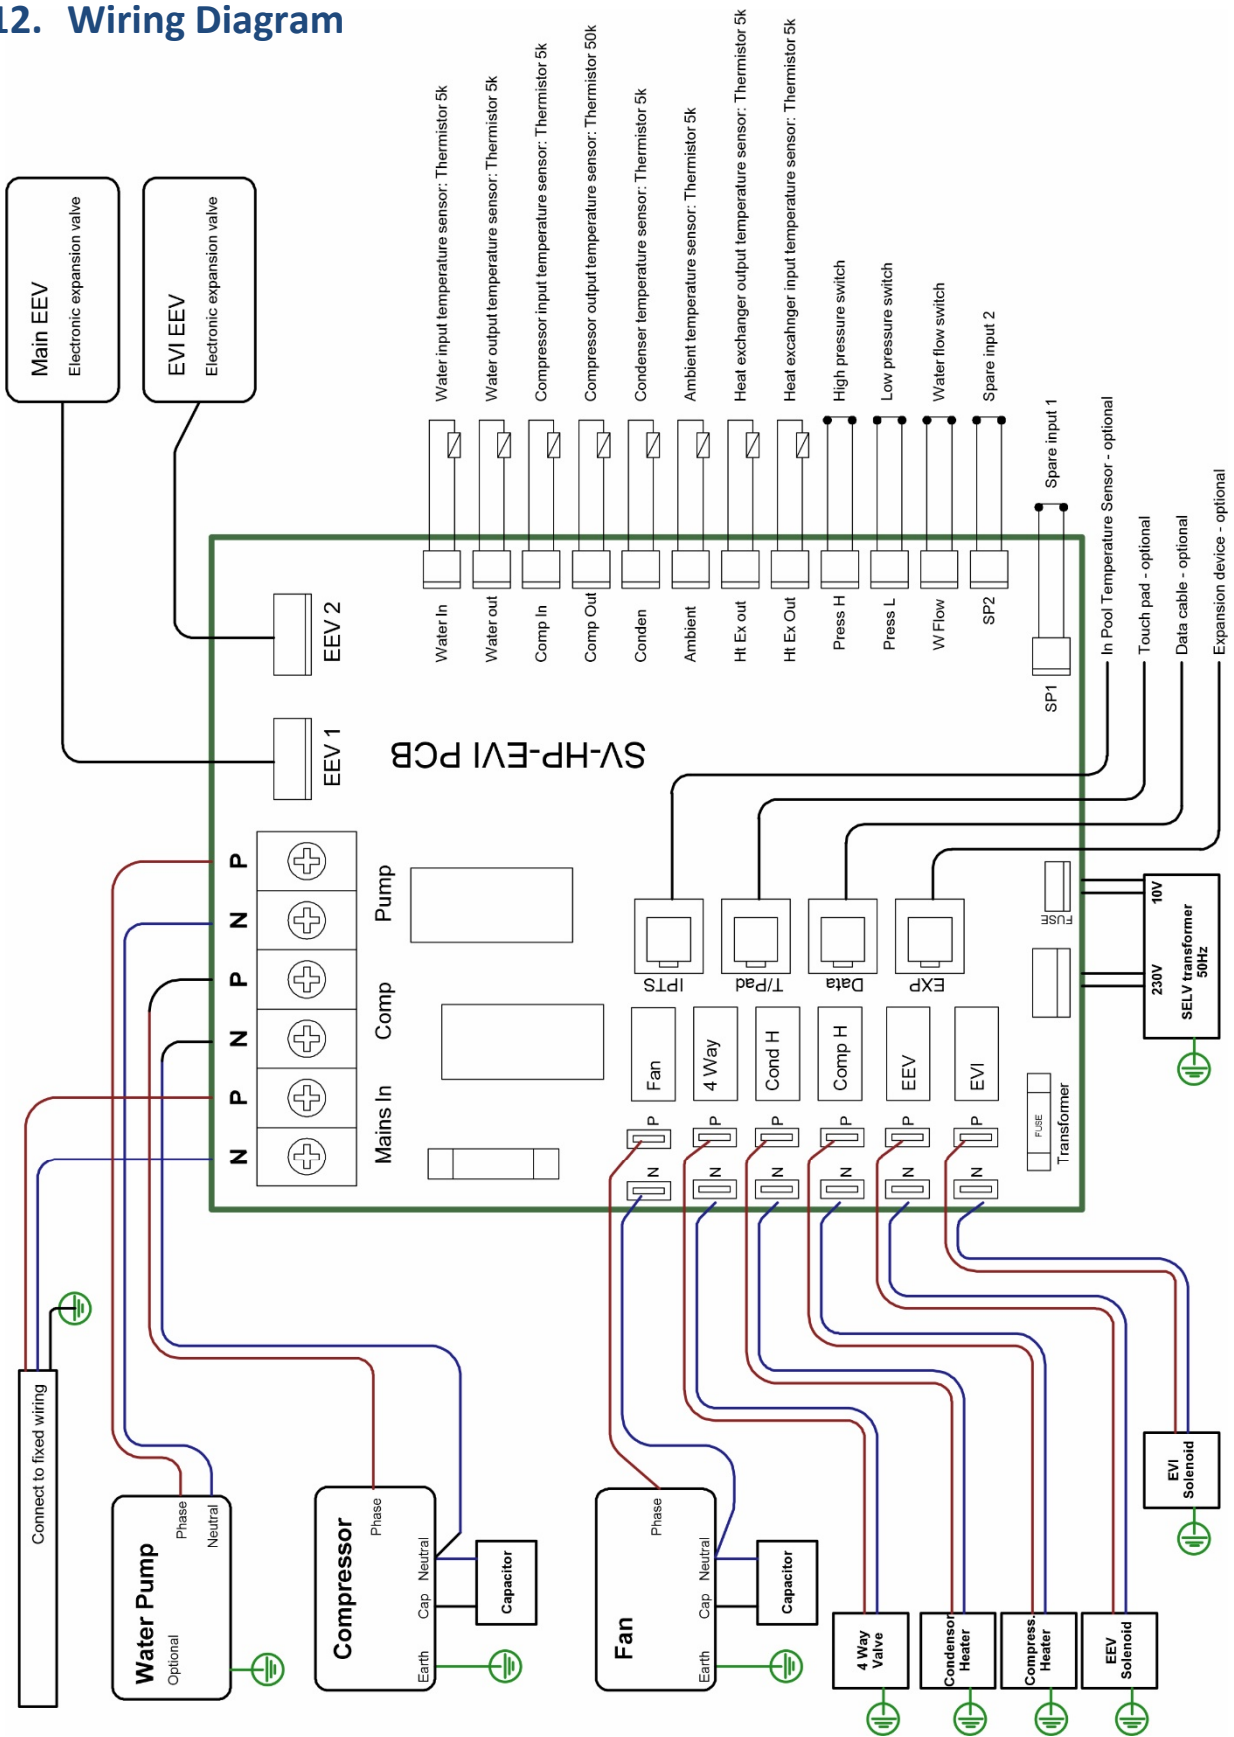 12. Wiring Diagram
Main EEV
Electronic expansion valve
EVI EEV
Electronic expansion valve
Water input temperature sensor: Thermistor 5k
Water output temperature sensor: Thermistor 5k
Compressor input temperature sensor: Thermistor 5k
Compressor output temperature sensor: Thermistor 50k
Condenser temperature sensor: Thermistor 5k
Ambient temperature sensor: Thermistor 5k
Heat exchanger output temperature sensor: Thermistor 5k
Heat excahnger input temperature sensor: Thermistor 5k
High pressure switch
Low pressure switch
Water flow switch
Spare input 2
Spare input 1
In Pool Temperature Sensor - optional
Touch pad - optional
Data cable - optional
Expansion device - optional
Water In
Water out
Comp In
Comp Out
Conden
Ambient
Ht Ex out
Ht Ex Out
Press H
Press L
W Flow
SP2
SP1
EEV 2
EEV 1
SV-HP-EVI PCB
P
N
P
N
P
N
Pump
Comp
Mains In
IPTS
T/Pad
Data
EXP
FUSE
10V
230V
SELV transformer
50Hz
Fan
4 Way
Cond H
Comp H
EEV
EVI
P
P
P
P
P
P
N
N
N
N
N
N
FUSE
Transformer
Connect to fixed wiring
Water Pump
Optional
Phase
Neutral
Compressor
Phase
Neutral
Cap
Earth
Capacitor
Fan
Phase
Neutral
Cap
Earth
Capacitor
4 Way
Valve
Condensor
Heater
Compress.
Heater
EEV
Solenoid
EVI
Solenoid